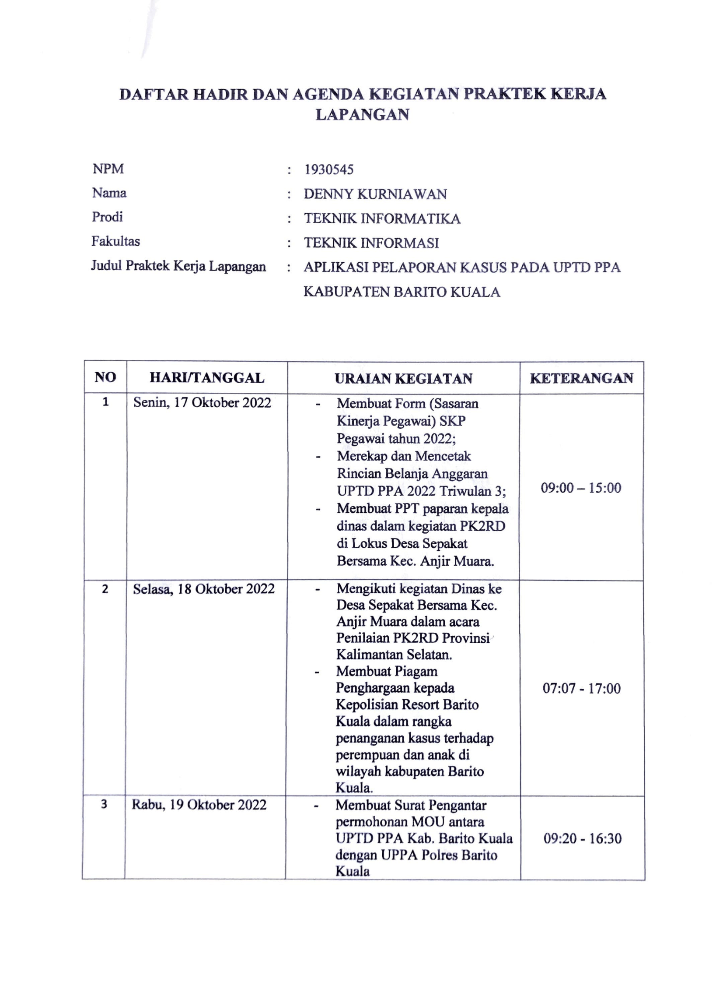 DAFTAR HADIR DAN AGENDA KEGIATAN PRAKTEK KERJA
LAPANGAN
NPM : 1930545
Nama : DENNY KURNIAWAN
Prodi : TEKNIK INFORMATIKA
Fakultas : TEKNIK INFORMASI
Judul Praktek Kerja Lapangan : APLIKASI PELAPORAN KASUS PADA UPTD PPA
KABUPATEN BARITO KUALA
NO HARI/TANGGAL URAIAN KEGIATAN KETERANGAN
1 Senin, 17 Oktober 2022 - Membuat Form (Sasaran
Kinerja Pegawai) SKP
Pegawai tahun 2022;
- Merekap dan Mencetak
Rincian Belanja Anggaran
UPTD PPA 2022 Triwulan 3;
09:00 – 15:00
- Membuat PPT paparan kepala
dinas dalam kegiatan PK2RD
di Lokus Desa Sepakat
Bersama Kec. Anjir Muara.
2 Selasa, 18 Oktober 2022 - Mengikuti kegiatan Dinas ke
Desa Sepakat Bersama Kec.
Anjir Muara dalam acara
Penilaian PK2RD Provinsi
Kalimantan Selatan.
- Membuat Piagam
Penghargaan kepada
07:07 - 17:00
Kepolisian Resort Barito
Kuala dalam rangka
penanganan kasus terhadap
perempuan dan anak di
wilayah kabupaten Barito
Kuala.
3 Rabu, 19 Oktober 2022 - Membuat Surat Pengantar
permohonan MOU antara
UPTD PPA Kab. Barito Kuala
09:20 - 16:30
dengan UPPA Polres Barito
Kuala